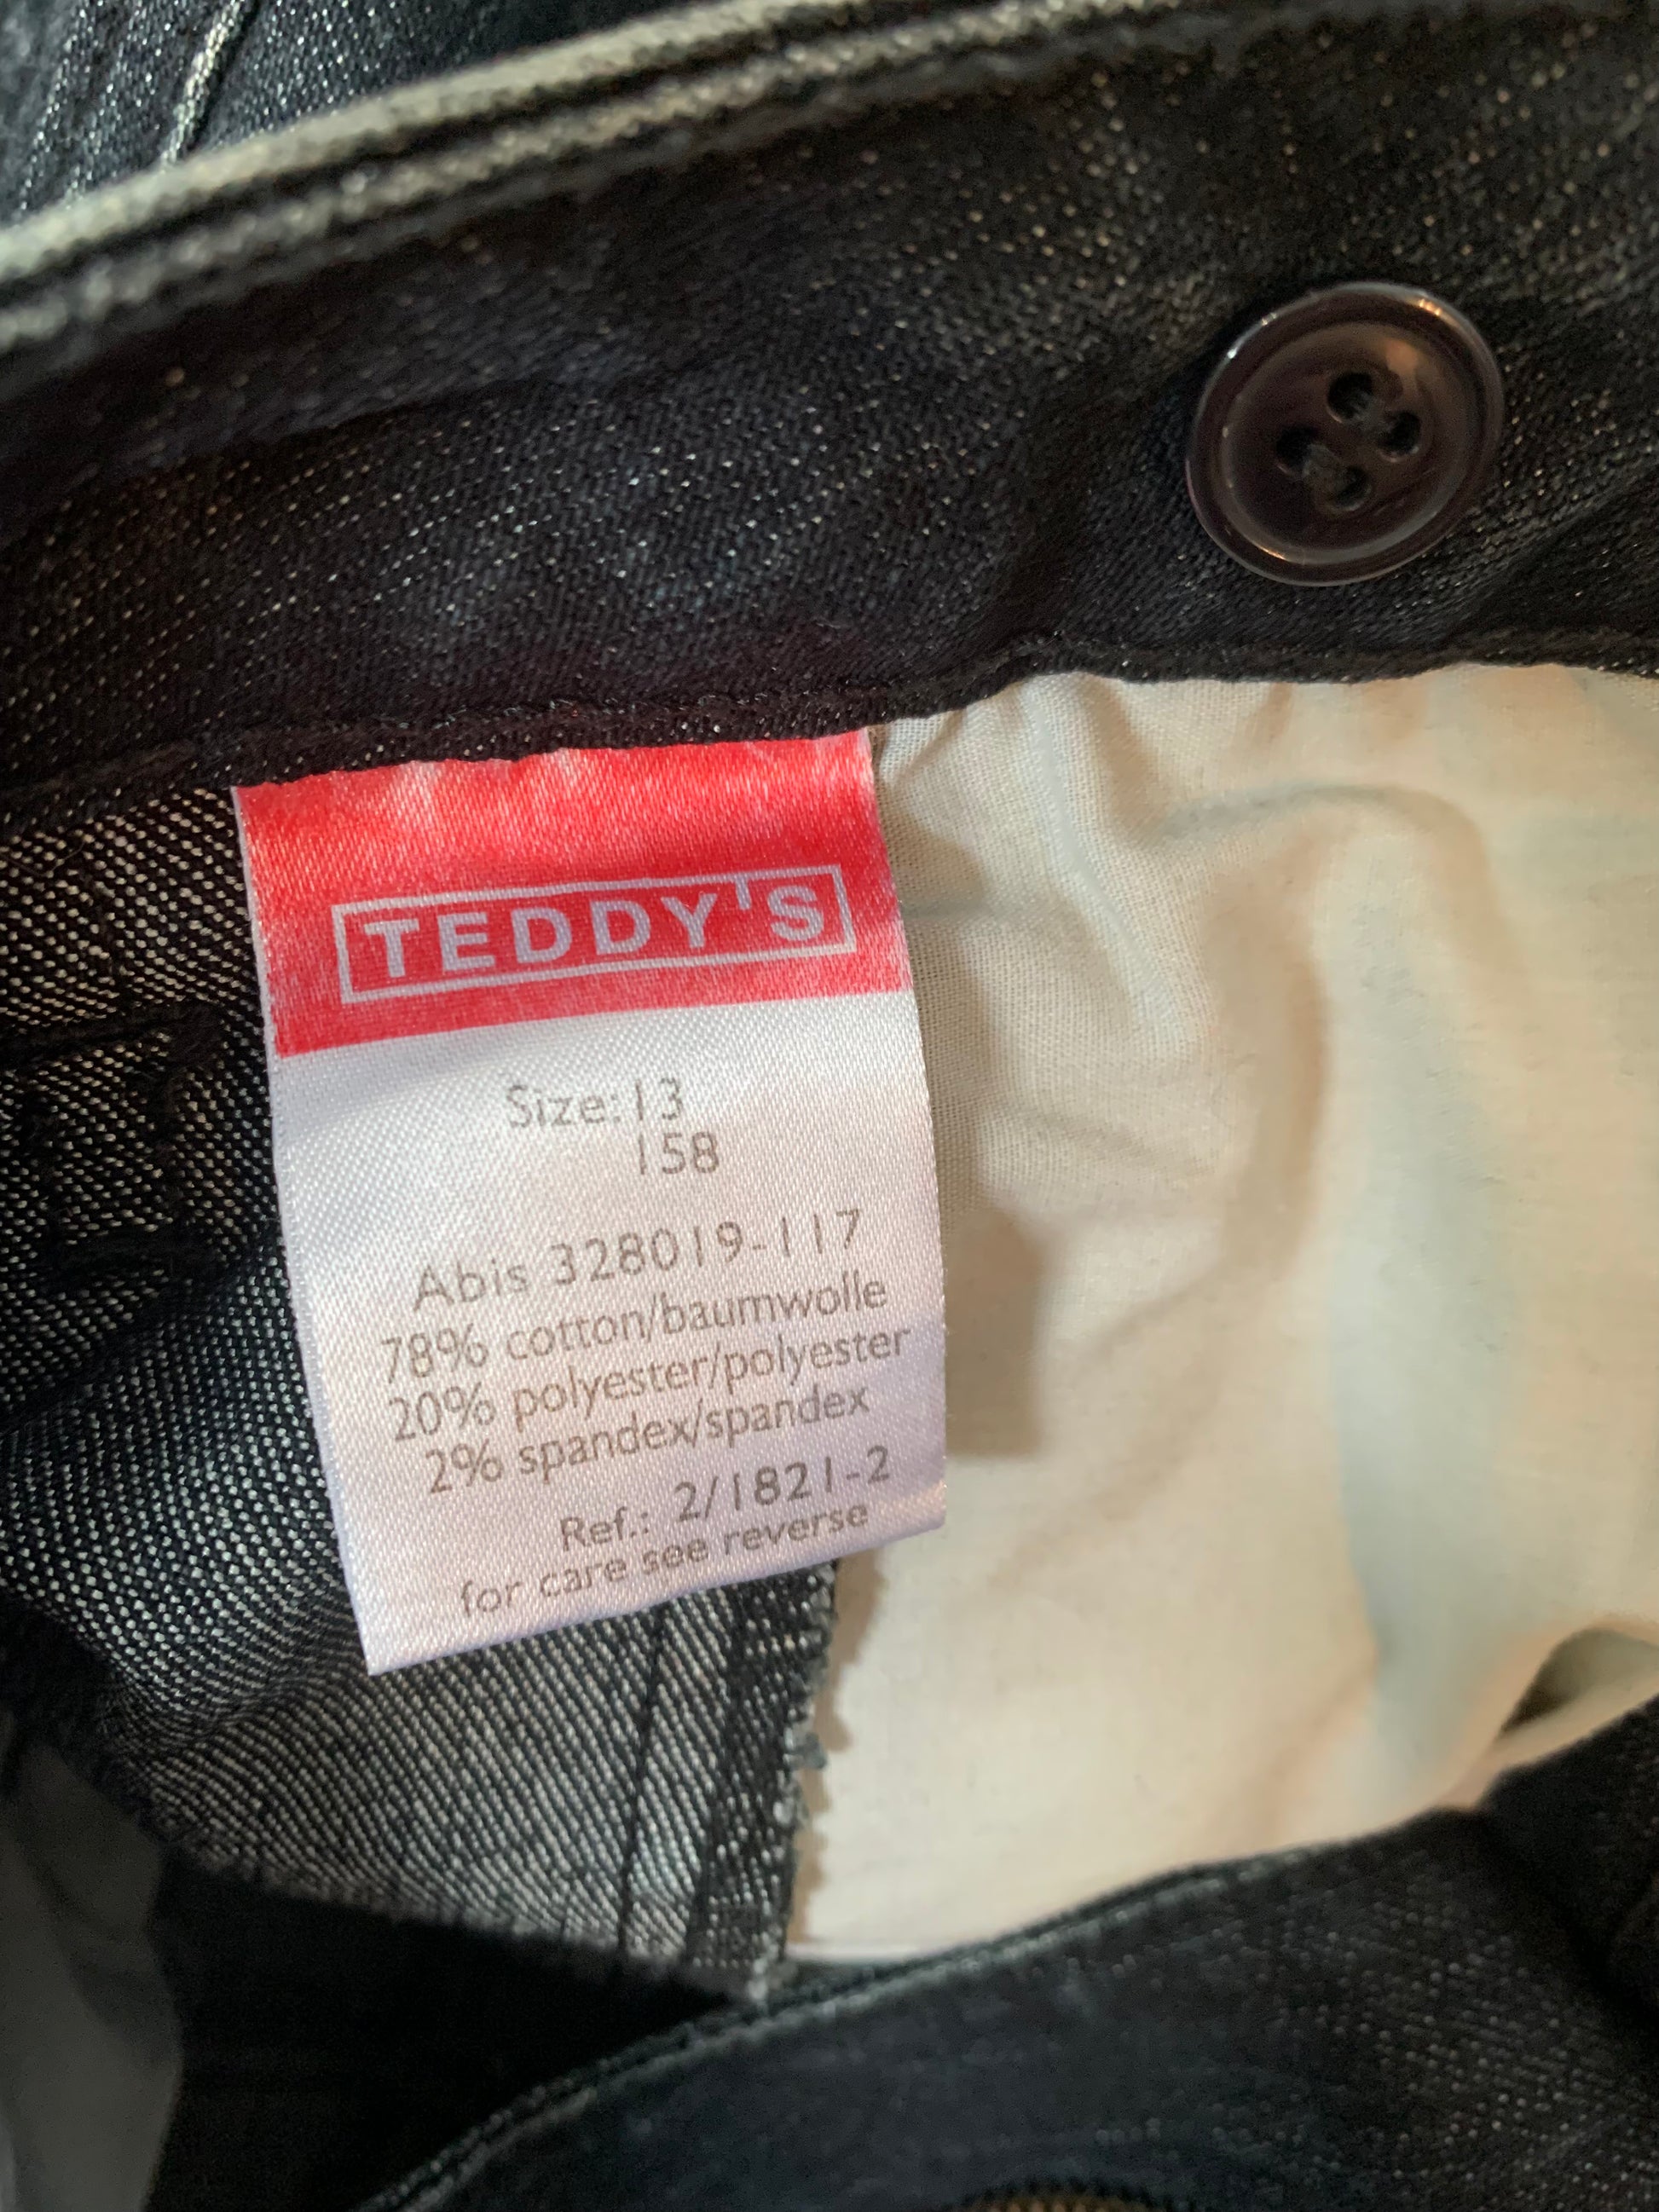 TEDDY'S
Size: 13
158
Abis 328019-117
78% cotton/baumwolle
20% polyester/polyester
2% spandex/spandex
Ref.: 2/1821-2
for care see reverse